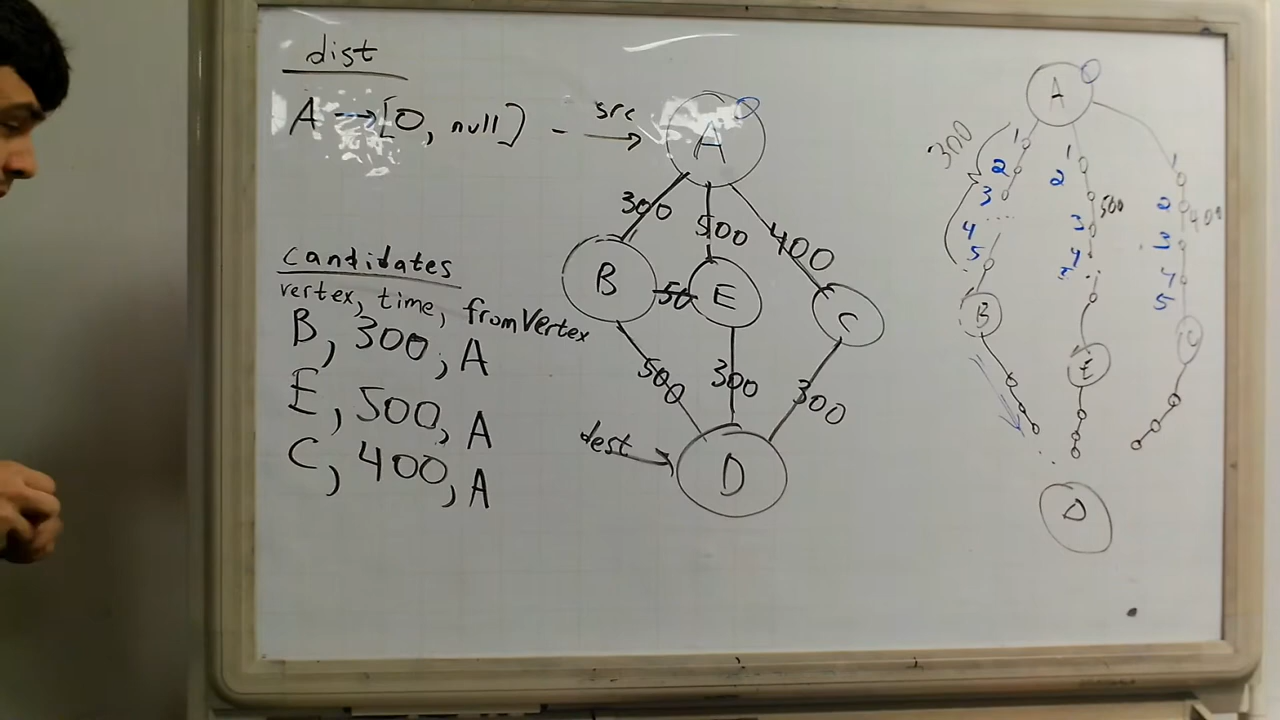 dist
A → [0, null] - src →
candidates
vertex, time, fromVertex
B, 300, A
E, 500, A
C, 400, A
A
300
500
400
B
50
E
C
500
300
300
dest →
D
A
300
1
2
3
4
5
B
1
2
500
3
4
5
E
1
2
400
3
4
5
C
D